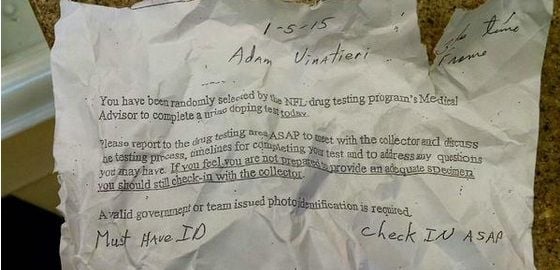 1-5-15
time
Frame
Adam Vinatieri
You have been randomly selected by the NFL drug testing program's Medical
Advisor to complete a urine doping test today.
Please report to the drug testing area ASAP to meet with the collector and discuss
the testing process, timelines for completing your test and to address any questions
you may have. If you feel you are not prepared to provide an adequate specimen
you should still check-in with the collector.
A valid government or team issued photo identification is required.
Must HAVE ID
Check IN ASAP